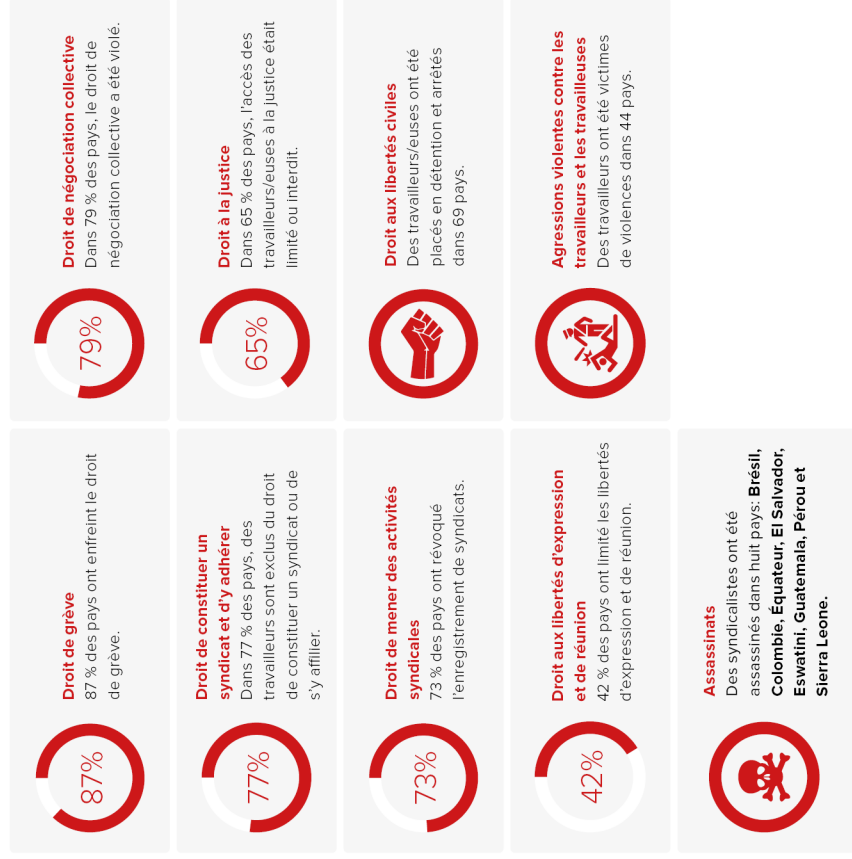 87%
Droit de grève
87 % des pays ont enfreint le droit
de grève.
79%
Droit de négociation collective
Dans 79 % des pays, le droit de
négociation collective a été violé.
77%
Droit de constituer un
syndicat et d'y adhérer
Dans 77 % des pays, des
travailleurs sont exclus du droit
de constituer un syndicat ou de
s'y affilier.
65%
Droit à la justice
Dans 65 % des pays, l'accès des
travailleurs/euses à la justice était
limité ou interdit.
73%
Droit de mener des activités
syndicales
73 % des pays ont révoqué
l'enregistrement de syndicats.
Droit aux libertés civiles
Des travailleurs/euses ont été
placés en détention et arrêtés
dans 69 pays.
42%
Droit aux libertés d'expression
et de réunion
42 % des pays ont limité les libertés
d'expression et de réunion.
Agressions violentes contre les
travailleurs et les travailleuses
Des travailleurs ont été victimes
de violences dans 44 pays.
Assassinats
Des syndicalistes ont été
assassinés dans huit pays: Brésil,
Colombie, Équateur, El Salvador,
Eswatini, Guatemala, Pérou et
Sierra Leone.